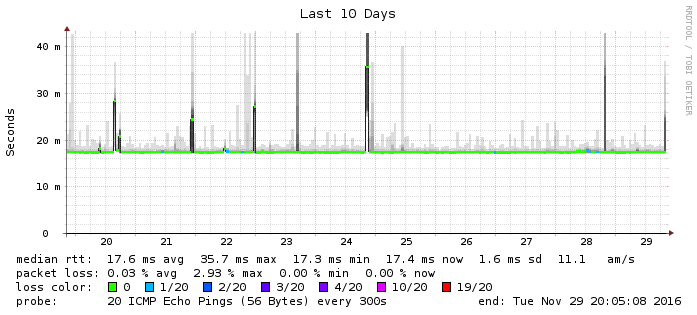 Last 10 Days
RRDTOOL / TOBI OETIKER
Seconds
40 m
30 m
20 m
10 m
0
20 21 22 23 24 25 26 27 28 29
median rtt: 17.6 ms avg 35.7 ms max 17.3 ms min 17.4 ms now 1.6 ms sd 11.1 am/s
packet loss: 0.03 % avg 2.93 % max 0.00 % min 0.00 % now
loss color: 0 1/20 2/20 3/20 4/20 10/20 19/20
probe: 20 ICMP Echo Pings (56 Bytes) every 300s end: Tue Nov 29 20:05:08 2016